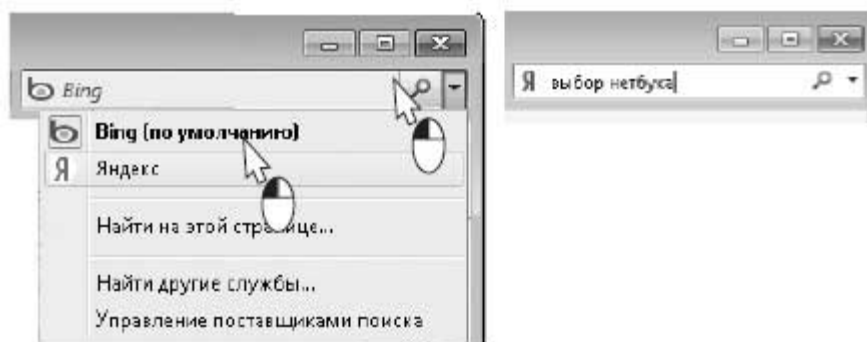 Bing
Bing (по умолчанию)
Яндекс
Найти на этой странице...
Найти другие службы...
Управление поставщиками поиска
Я выбор нетбука